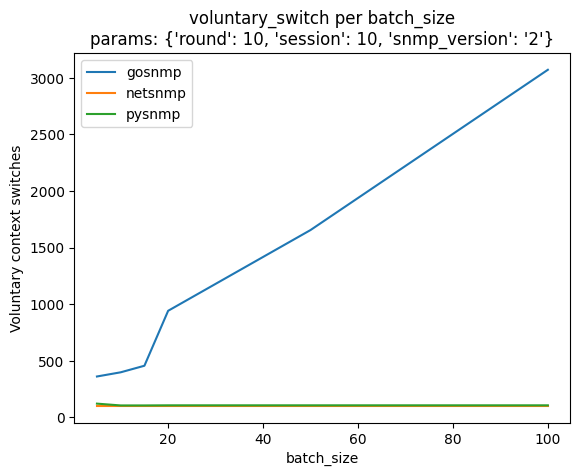 voluntary_switch per batch_size
params: {'round': 10, 'session': 10, 'snmp_version': '2'}
gosnmp
netsnmp
pysnmp
Voluntary context switches
3000
2500
2000
1500
1000
500
0
20
40
60
80
100
batch_size